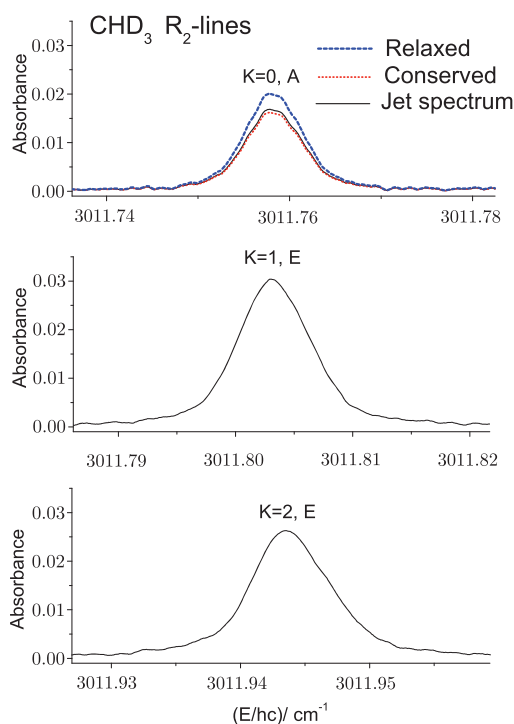 CHD₃ R₂-lines
Relaxed
Conserved
Jet spectrum
K=0, A
Absorbance
0.03
0.02
0.01
0.00
3011.74 3011.76 3011.78
K=1, E
Absorbance
0.03
0.02
0.01
0.00
3011.79 3011.80 3011.81 3011.82
K=2, E
Absorbance
0.03
0.02
0.01
0.00
3011.93 3011.94 3011.95
(E/hc)/ cm⁻¹